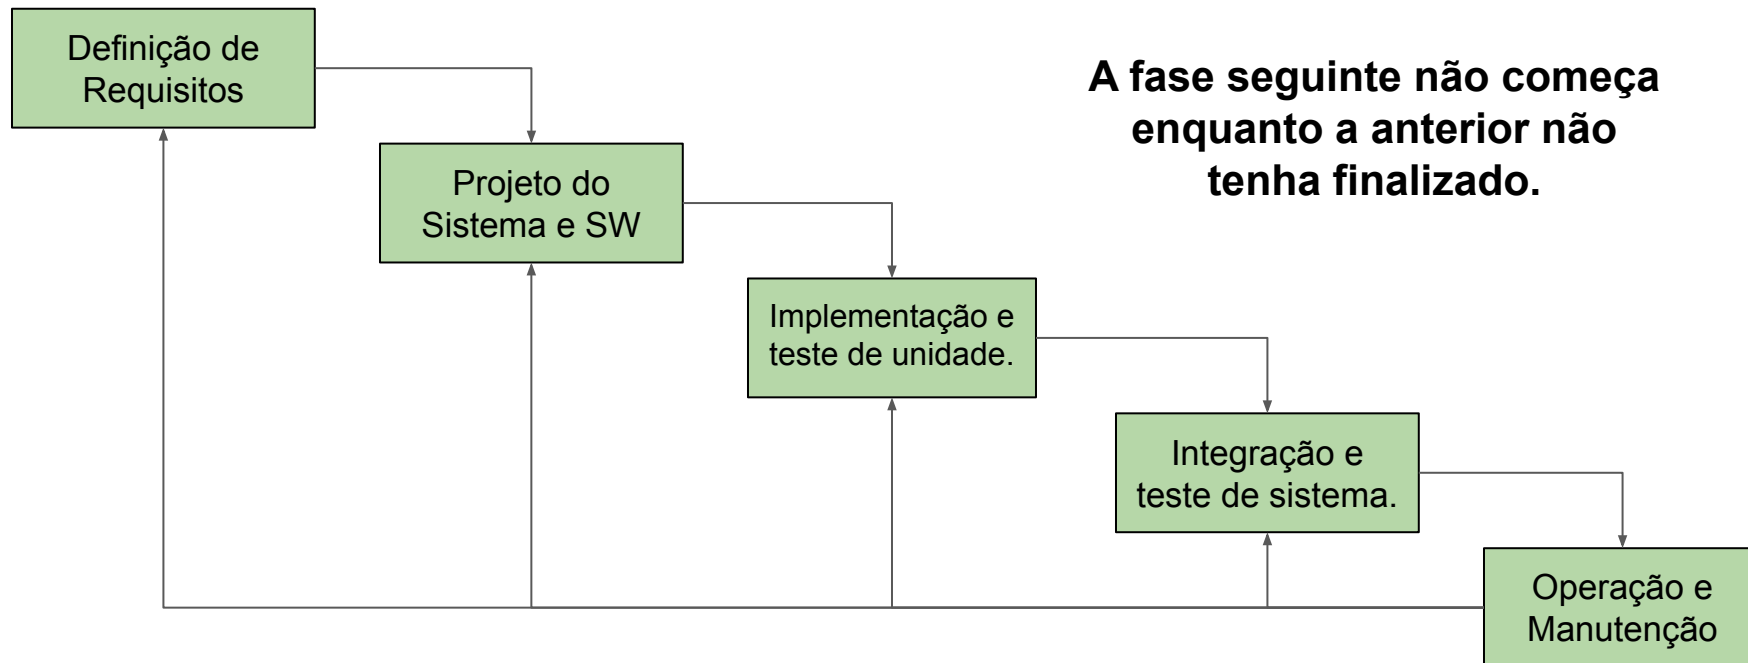 Definição de
Requisitos
A fase seguinte não começa
enquanto a anterior não
tenha finalizado.
Projeto do
Sistema e SW
Implementação e
teste de unidade.
Integração e
teste de sistema.
Operação e
Manutenção